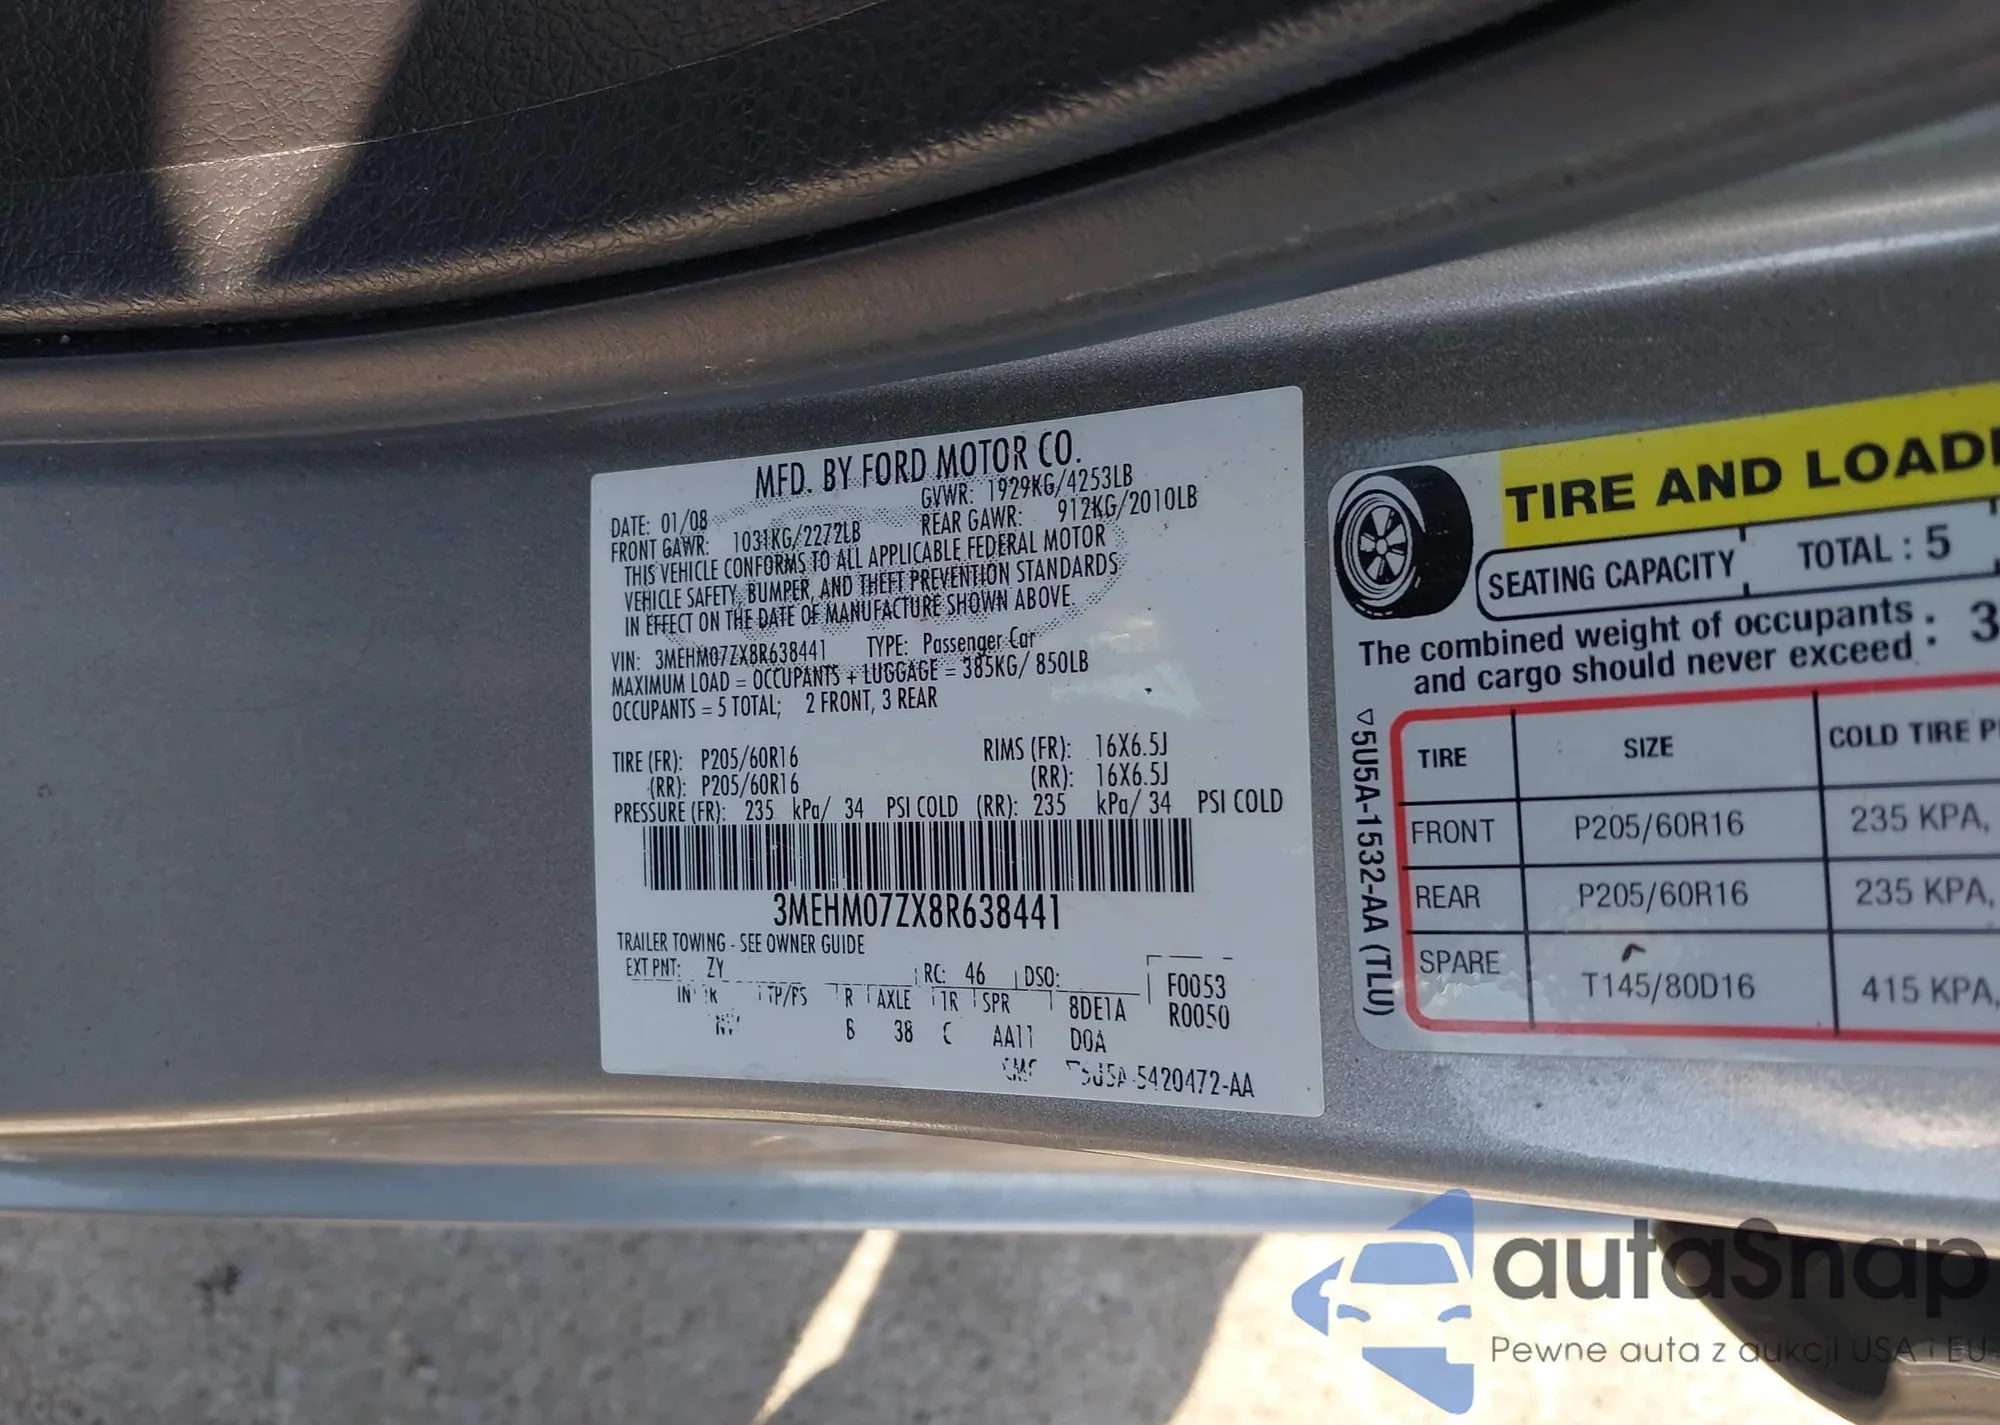 MFD. BY FORD MOTOR CO.
DATE: 01/08 GVWR: 1929KG/4253LB
FRONT GAWR: 1031KG/2272LB REAR GAWR: 912KG/2010LB
THIS VEHICLE CONFORMS TO ALL APPLICABLE FEDERAL MOTOR
VEHICLE SAFETY, BUMPER, AND THEFT PREVENTION STANDARDS
IN EFFECT ON THE DATE OF MANUFACTURE SHOWN ABOVE.
VIN: 3MEHM07ZX8R638441 TYPE: Passenger Car
MAXIMUM LOAD = OCCUPANTS + LUGGAGE = 385KG/ 850LB
OCCUPANTS = 5 TOTAL; 2 FRONT, 3 REAR
TIRE (FR): P205/60R16 RIMS (FR): 16X6.5J
(RR): P205/60R16 (RR): 16X6.5J
PRESSURE (FR): 235 kPa/ 34 PSI COLD (RR): 235 kPa/ 34 PSI COLD
3MEHM07ZX8R638441
TRAILER TOWING - SEE OWNER GUIDE
EXT PNT: ZY RC: 46 DSO: F0053
TP/PS R AXLE TR SPR 8DE1A R0050
38 C AA11 D0A
5420472-AA
TIRE AND LOADI
SEATING CAPACITY TOTAL : 5
The combined weight of occupants
and cargo should never exceed : 3
5U5A-1532-AA (TLU)
TIRE SIZE COLD TIRE P
FRONT P205/60R16 235 KPA,
REAR P205/60R16 235 KPA,
SPARE T145/80D16 415 KPA,
autaSnap
Pewne auta z aukcji USA i EU